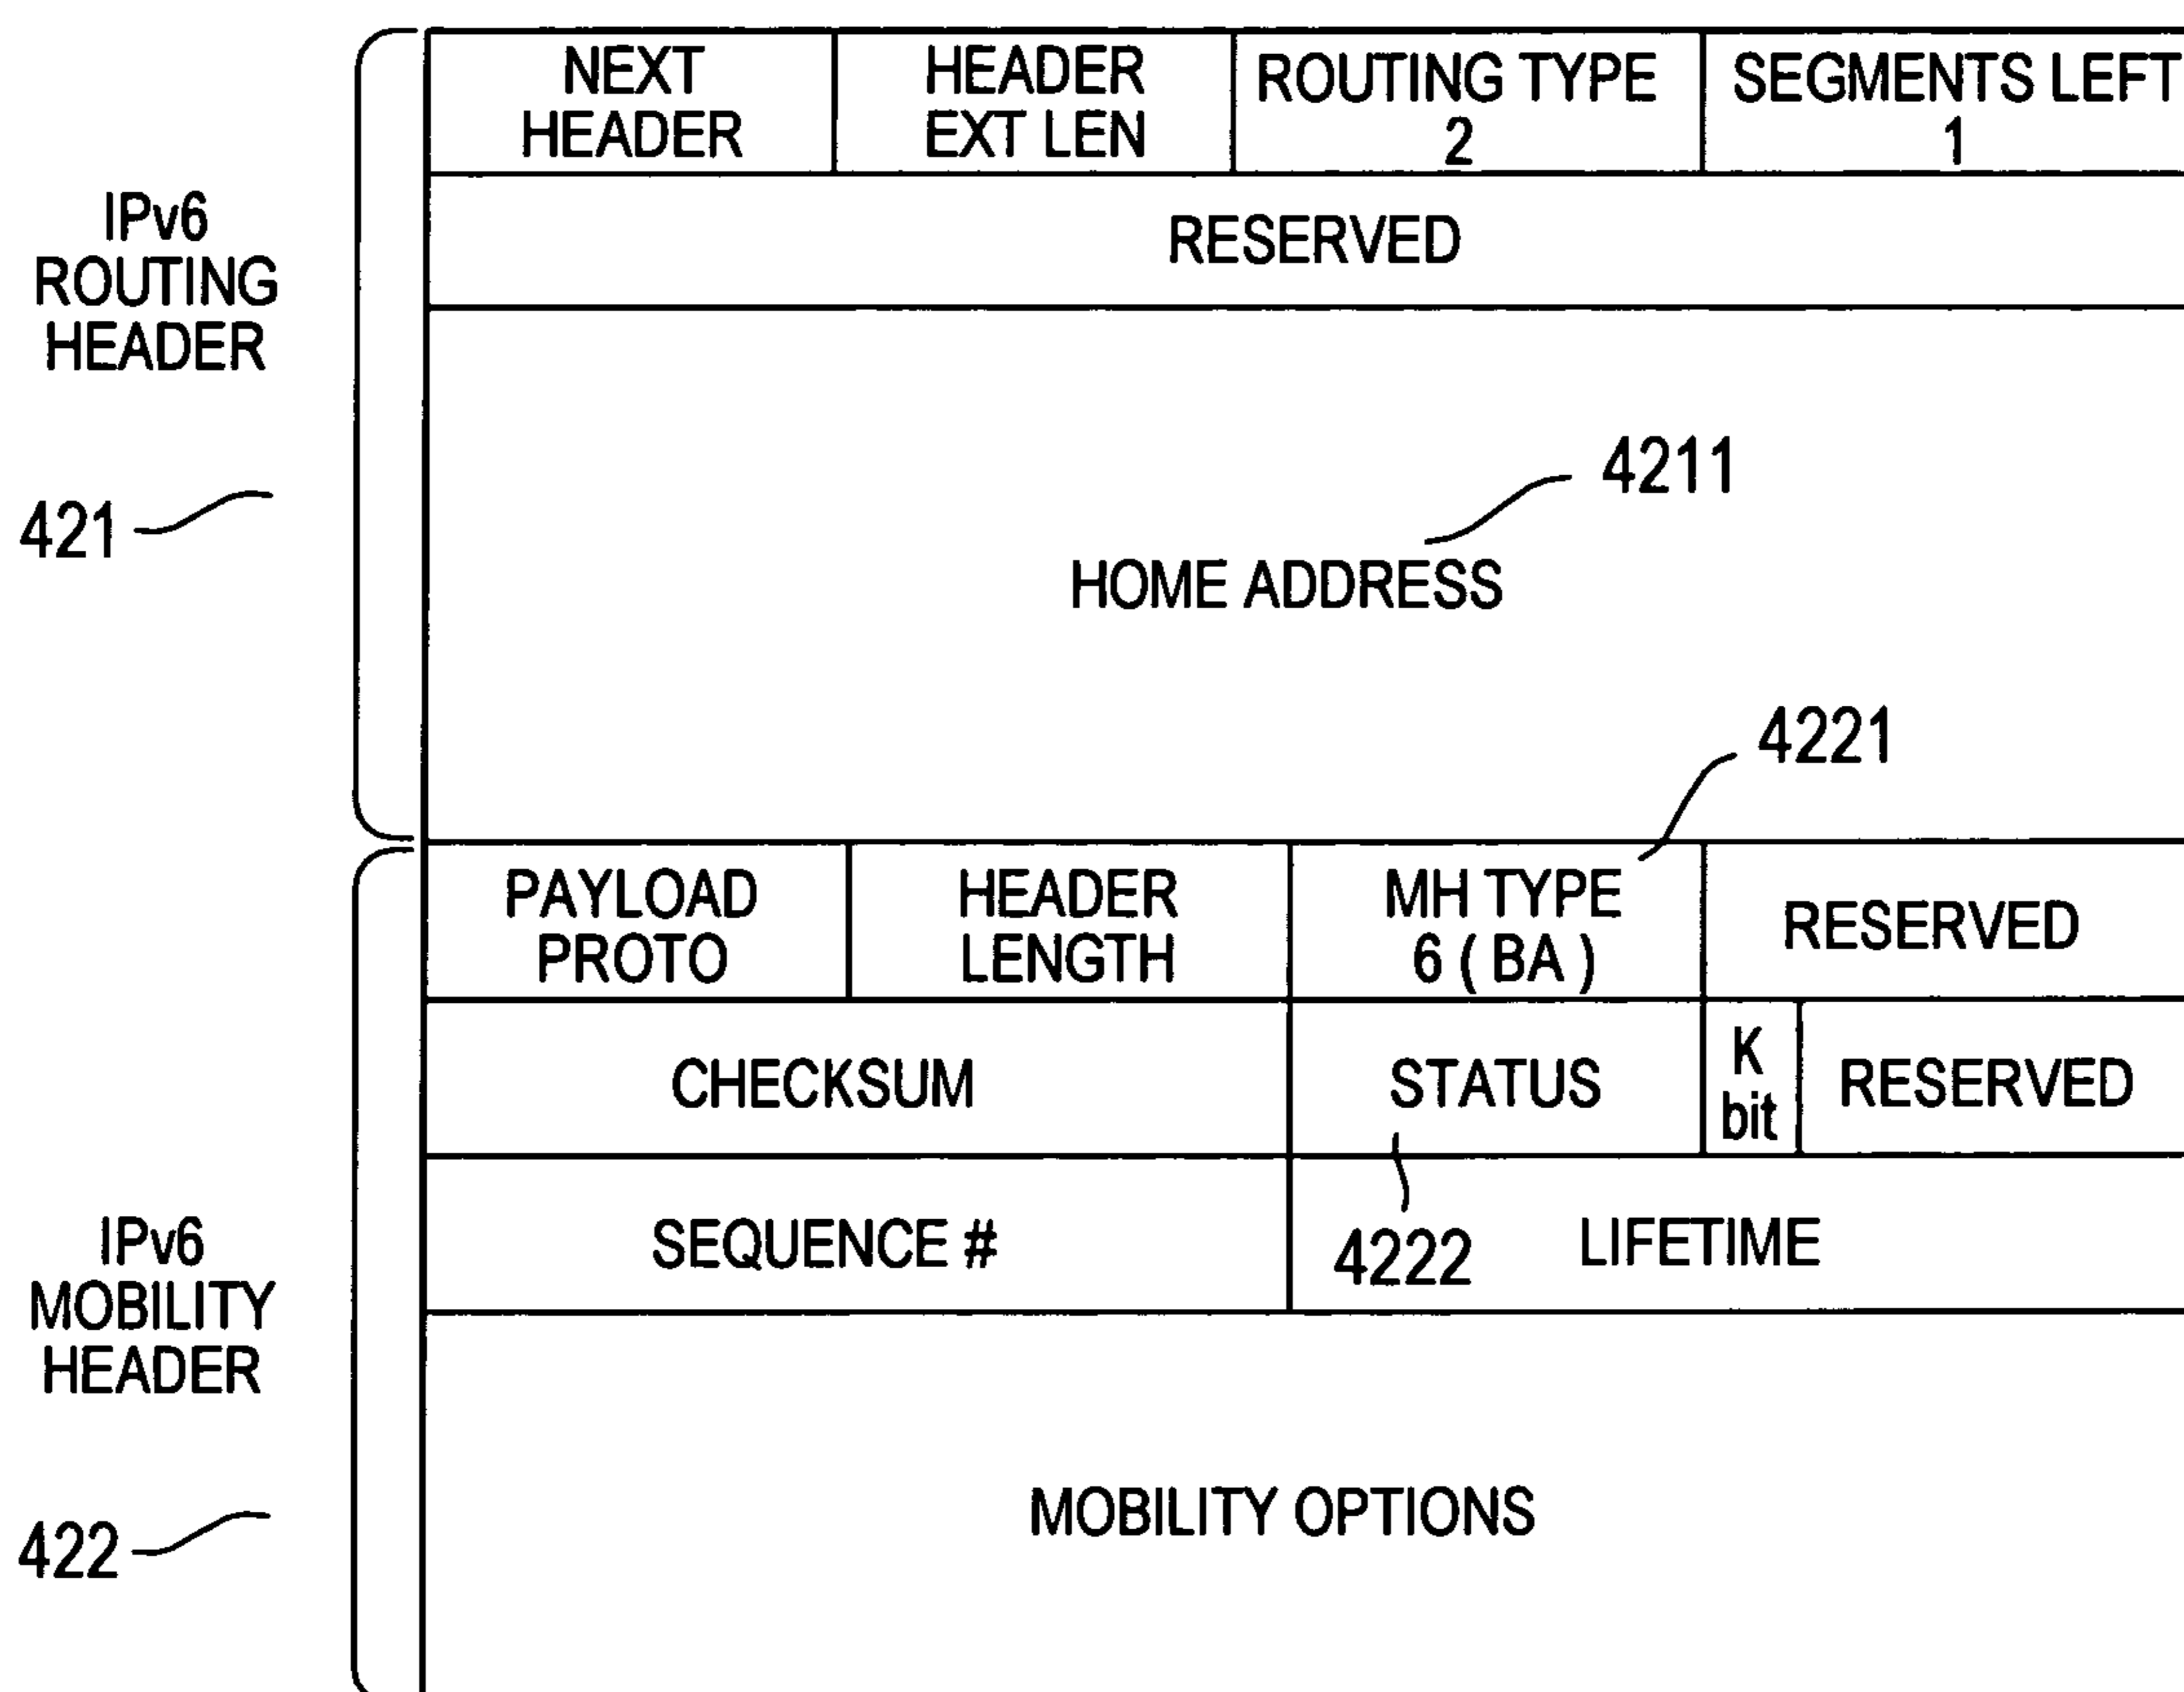 NEXT
HEADER
HEADER
EXT LEN
ROUTING TYPE
2
SEGMENTS LEFT
1
IPv6
ROUTING
HEADER
RESERVED
421
4211
HOME ADDRESS
4221
PAYLOAD
PROTO
HEADER
LENGTH
MH TYPE
6 ( BA )
RESERVED
CHECKSUM
STATUS
K
bit
RESERVED
IPv6
MOBILITY
HEADER
SEQUENCE #
4222
LIFETIME
422
MOBILITY OPTIONS